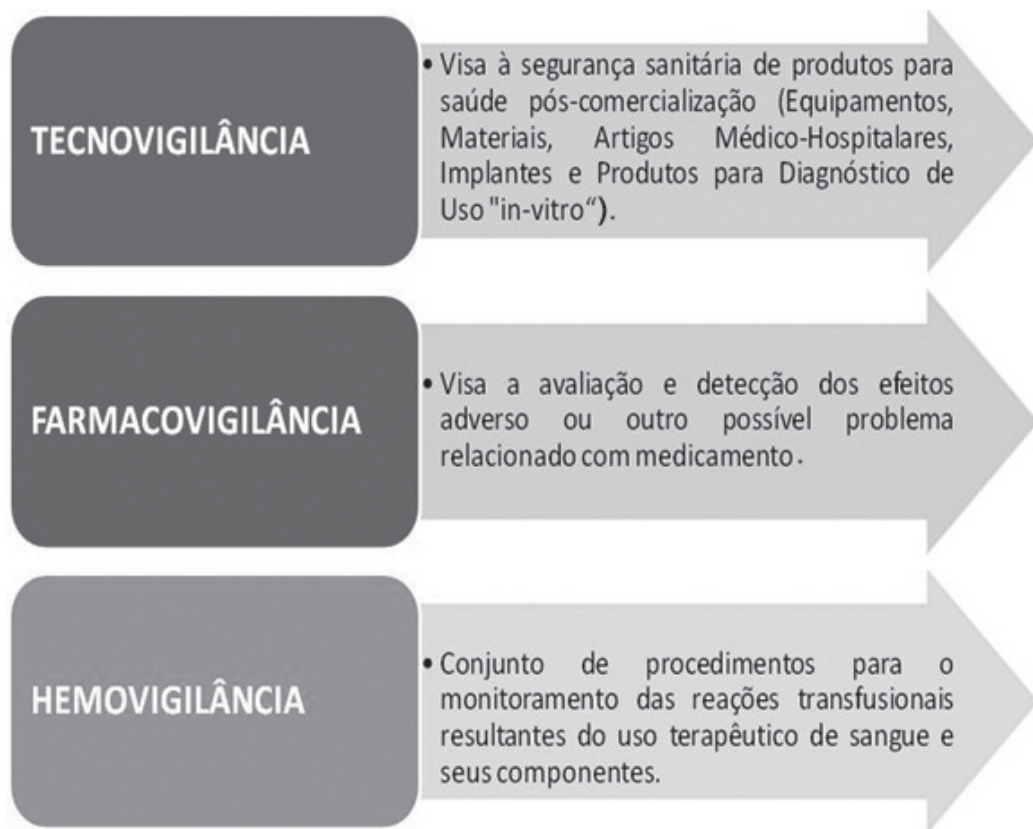 TECNOVIGILÂNCIA
• Visa à segurança sanitária de produtos para
saúde pós-comercialização (Equipamentos,
Materiais, Artigos Médico-Hospitalares,
Implantes e Produtos para Diagnóstico de
Uso "in-vitro“).
FARMACOVIGILÂNCIA
• Visa a avaliação e detecção dos efeitos
adverso ou outro possível problema
relacionado com medicamento.
HEMOVIGILÂNCIA
• Conjunto de procedimentos para o
monitoramento das reações transfusionais
resultantes do uso terapêutico de sangue e
seus componentes.